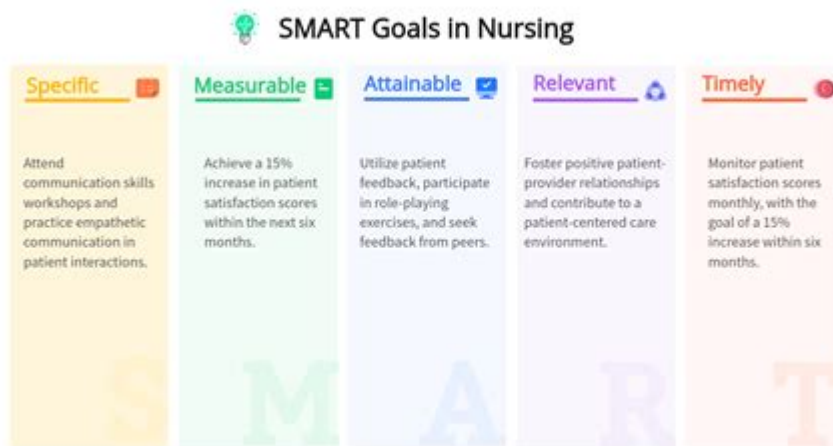 SMART Goals in Nursing
Specific
Attend
communication skills
workshops and
practice empathetic
communication in
patient interactions.
S
Measurable
Achieve a 15%
increase in patient
satisfaction scores
within the next six
months.
M
Attainable
Utilize patient
feedback, participate
in role-playing
exercises, and seek
feedback from peers.
A
Relevant
Foster positive patient-
provider relationships
and contribute to a
patient-centered care
environment.
R
Timely
Monitor patient
satisfaction scores
monthly, with the
goal of a 15%
increase within six
months.
T